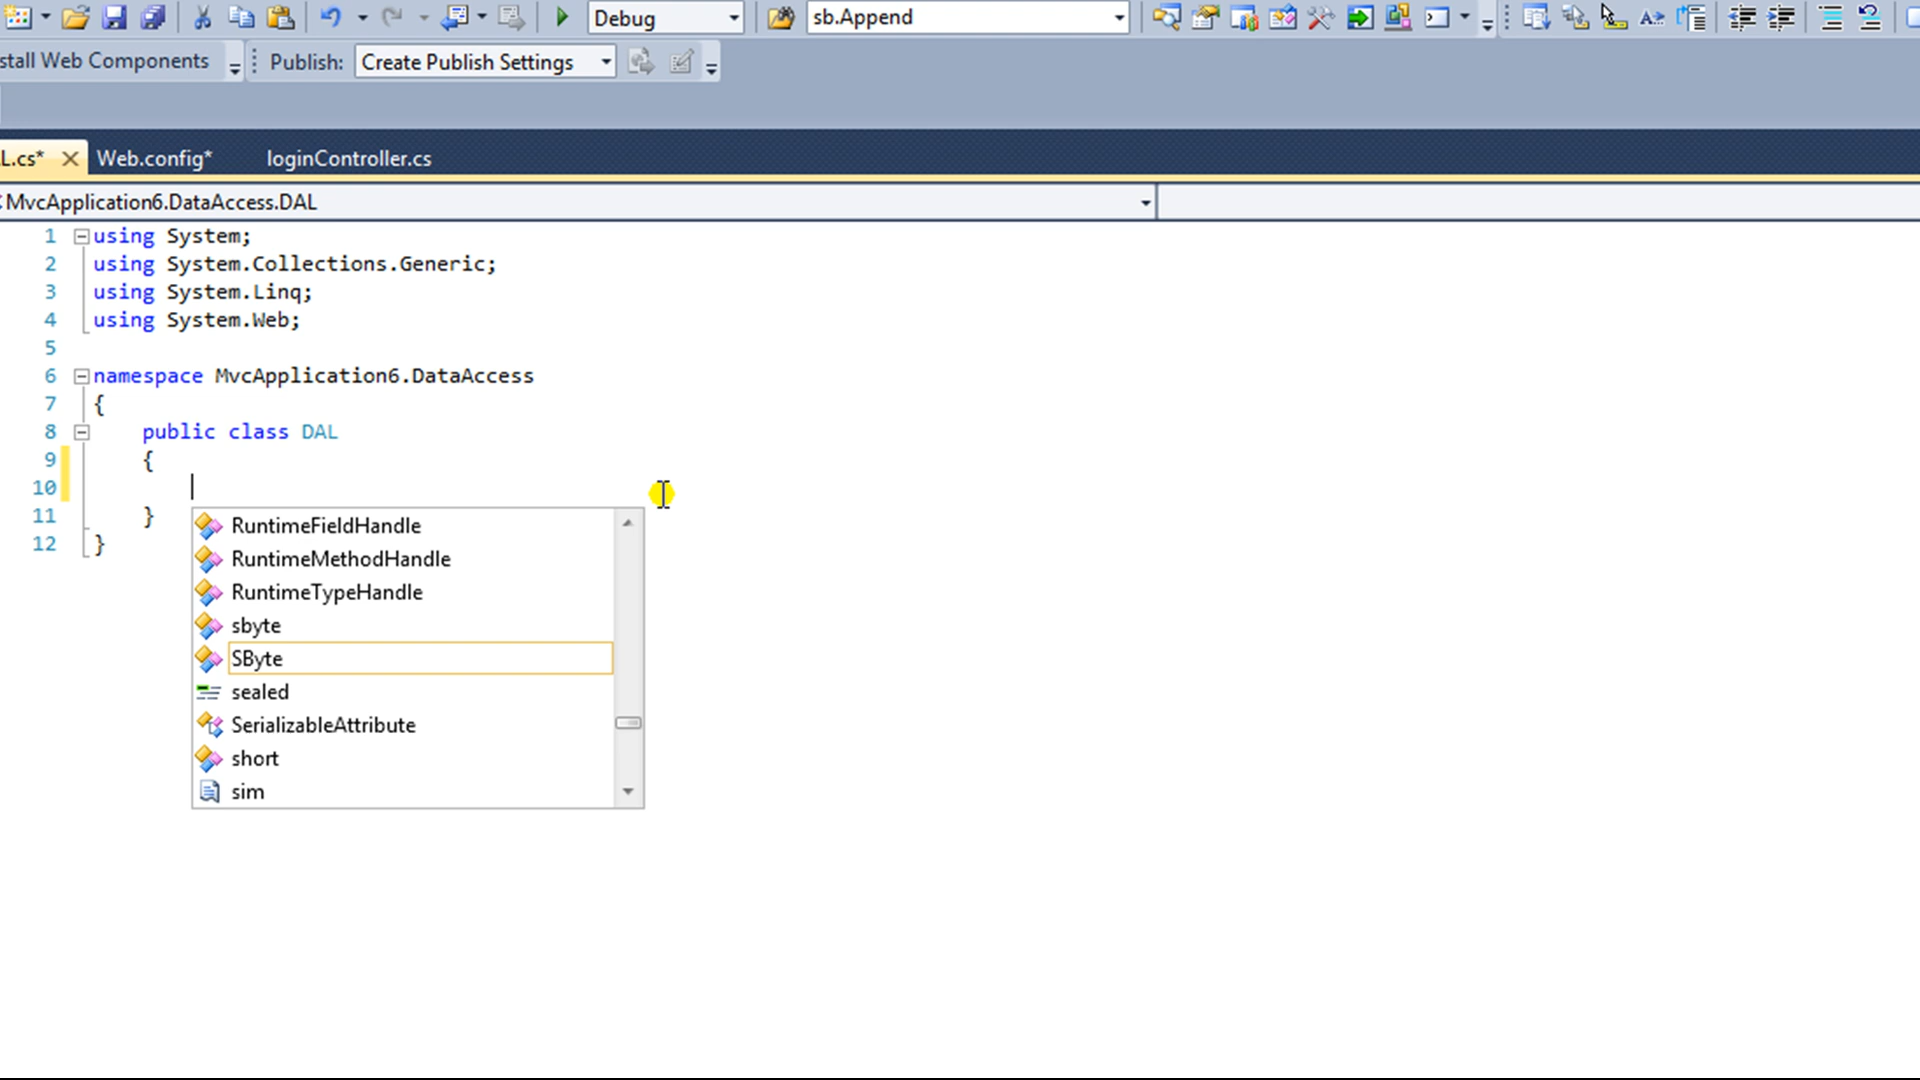 Debug sb.Append
stall Web Components Publish: Create Publish Settings
L.cs* Web.config* loginController.cs
MvcApplication6.DataAccess.DAL
1 using System;
2 using System.Collections.Generic;
3 using System.Linq;
4 using System.Web;
5
6 namespace MvcApplication6.DataAccess
7 {
8 public class DAL
9 {
10
11 }
12 }
RuntimeFieldHandle
RuntimeMethodHandle
RuntimeTypeHandle
sbyte
SByte
sealed
SerializableAttribute
short
sim